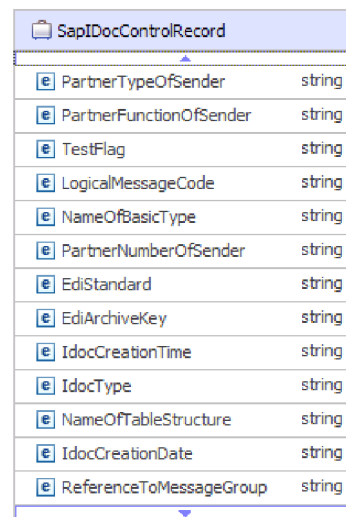 SapIDocControlRecord
e PartnerTypeOfSender string
e PartnerFunctionOfSender string
e TestFlag string
e LogicalMessageCode string
e NameOfBasicType string
e PartnerNumberOfSender string
e EdiStandard string
e EdiArchiveKey string
e IdocCreationTime string
e IdocType string
e NameOfTableStructure string
e IdocCreationDate string
e ReferenceToMessageGroup string